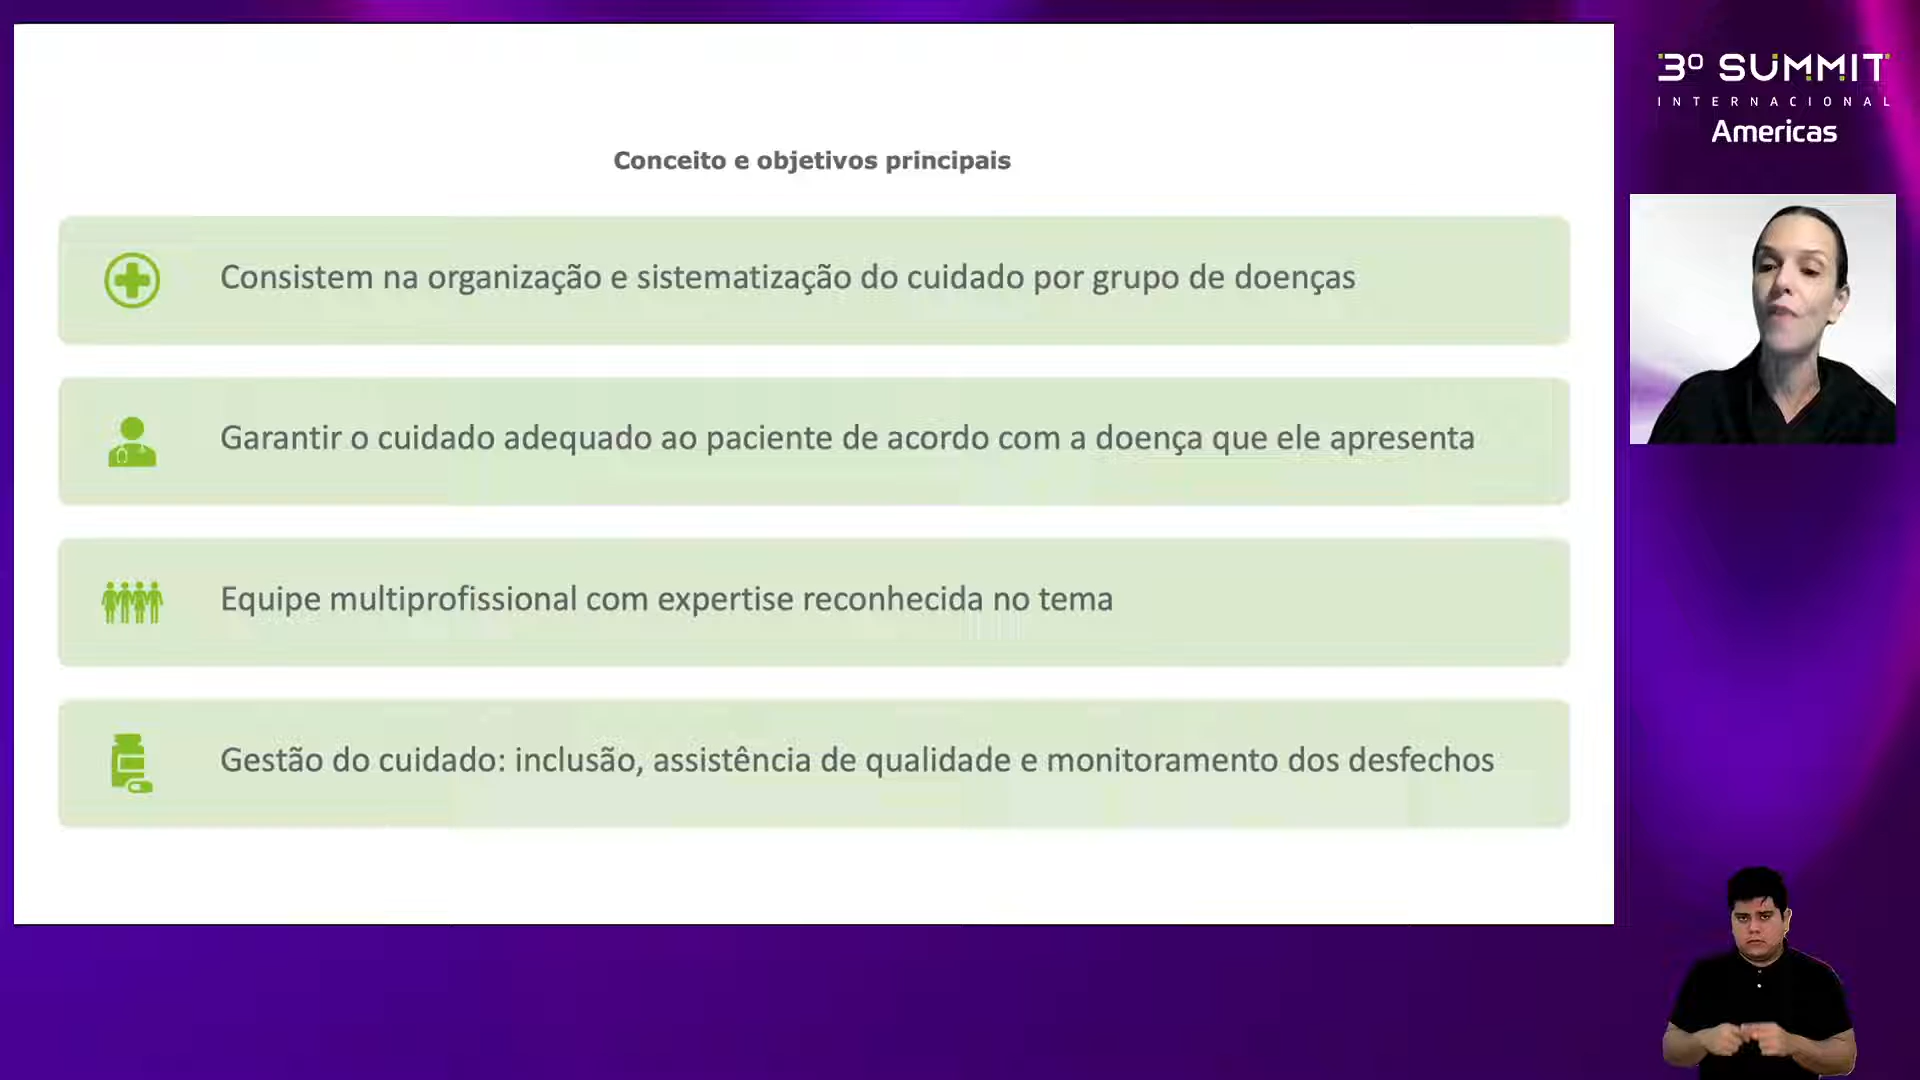 Conceito e objetivos principais
Consistem na organização e sistematização do cuidado por grupo de doenças
Garantir o cuidado adequado ao paciente de acordo com a doença que ele apresenta
Equipe multiprofissional com expertise reconhecida no tema
Gestão do cuidado: inclusão, assistência de qualidade e monitoramento dos desfechos
3º SUMMIT
INTERNACIONAL
Americas